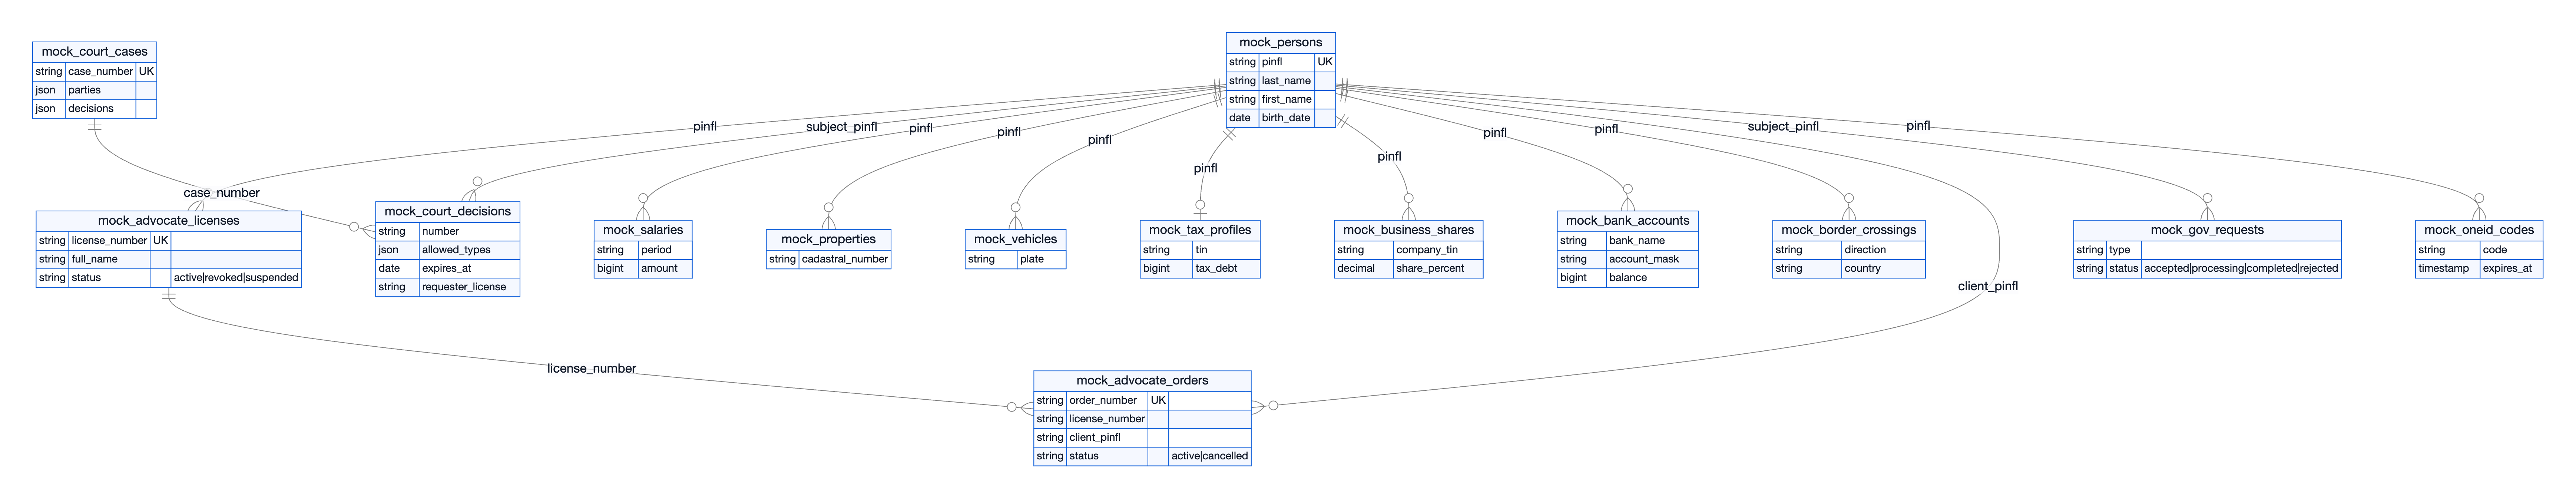 mock_court_cases
string case_number UK
json parties
json decisions
mock_persons
string pinfl UK
string last_name
string first_name
date birth_date
pinfl
subject_pinfl
pinfl
pinfl
pinfl
pinfl
pinfl
pinfl
pinfl
subject_pinfl
pinfl
case_number
client_pinfl
license_number
mock_advocate_licenses
string license_number UK
string full_name
string status active|revoked|suspended
mock_court_decisions
string number
json allowed_types
date expires_at
string requester_license
mock_salaries
string period
bigint amount
mock_properties
string cadastral_number
mock_vehicles
string plate
mock_tax_profiles
string tin
bigint tax_debt
mock_business_shares
string company_tin
decimal share_percent
mock_bank_accounts
string bank_name
string account_mask
bigint balance
mock_border_crossings
string direction
string country
mock_gov_requests
string type
string status accepted|processing|completed|rejected
mock_oneid_codes
string code
timestamp expires_at
mock_advocate_orders
string order_number UK
string license_number
string client_pinfl
string status active|cancelled